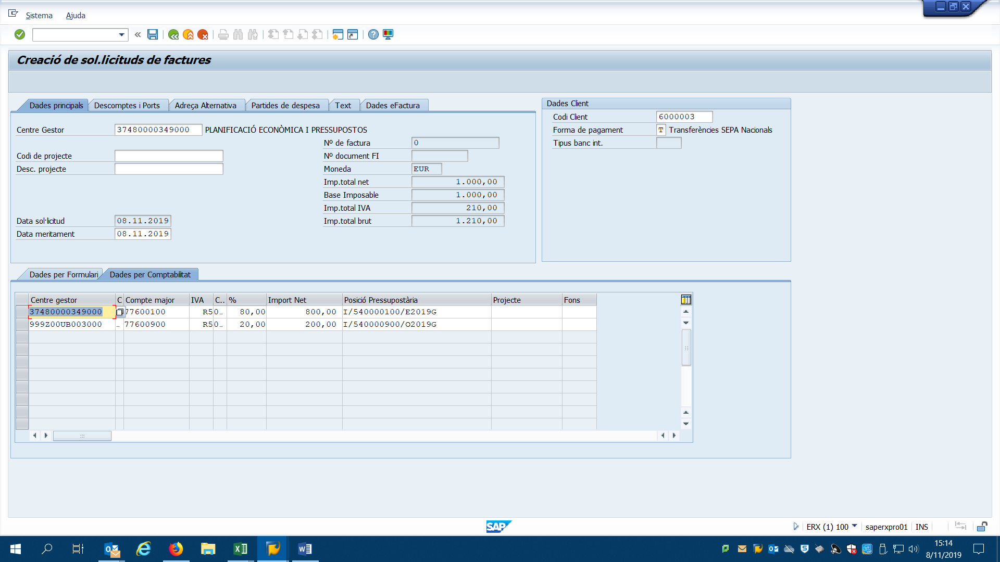 Sistema Ajuda
Creació de sol.licituds de factures
Dades principals Descomptes i Ports Adreça Alternativa Partides de despesa Text Dades eFactura
Centre Gestor 37480000349000 PLANIFICACIÓ ECONÒMICA I PRESSUPOSTOS
Nº de factura 0
Codi de projecte Nº document FI
Desc. projecte Moneda EUR
Imp.total net 1.000,00
Base Imposable 1.000,00
Imp.total IVA 210,00
Data sol·licitud 08.11.2019 Imp.total brut 1.210,00
Data meritament 08.11.2019
Dades Client
Codi Client 6000003
Forma de pagament T Transferències SEPA Nacionals
Tipus banc int.
Dades per Formulari Dades per Comptabilitat
Centre gestor C Compte major IVA C.. % Import Net Posició Pressupostària Projecte Fons
37480000349000 77600100 R5 0… 80,00 800,00 I/540000100/E2019G
999Z00UB003000 … 77600900 R5 0… 20,00 200,00 I/540000900/O2019G
SAP
ERX (1) 100 saperxpro01 INS
15:14
8/11/2019